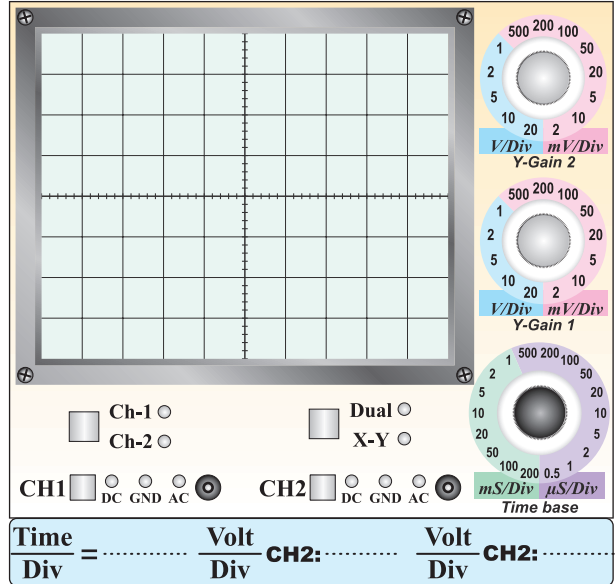 500 200 100
1 50
2 20
5 5
10 10
20 2
V/Div mV/Div
Y-Gain 2
500 200 100
1 50
2 20
5 5
10 10
20 2
V/Div mV/Div
Y-Gain 1
1 500 200 100
2 50
5 20
10 10
20 5
50 2
100 200 0.5 1
mS/Div µS/Div
Time base
Ch-1 Dual
Ch-2 X-Y
CH1 DC GND AC CH2 DC GND AC
Time/Div = ............ Volt/Div CH2: ............ Volt/Div CH2: ............